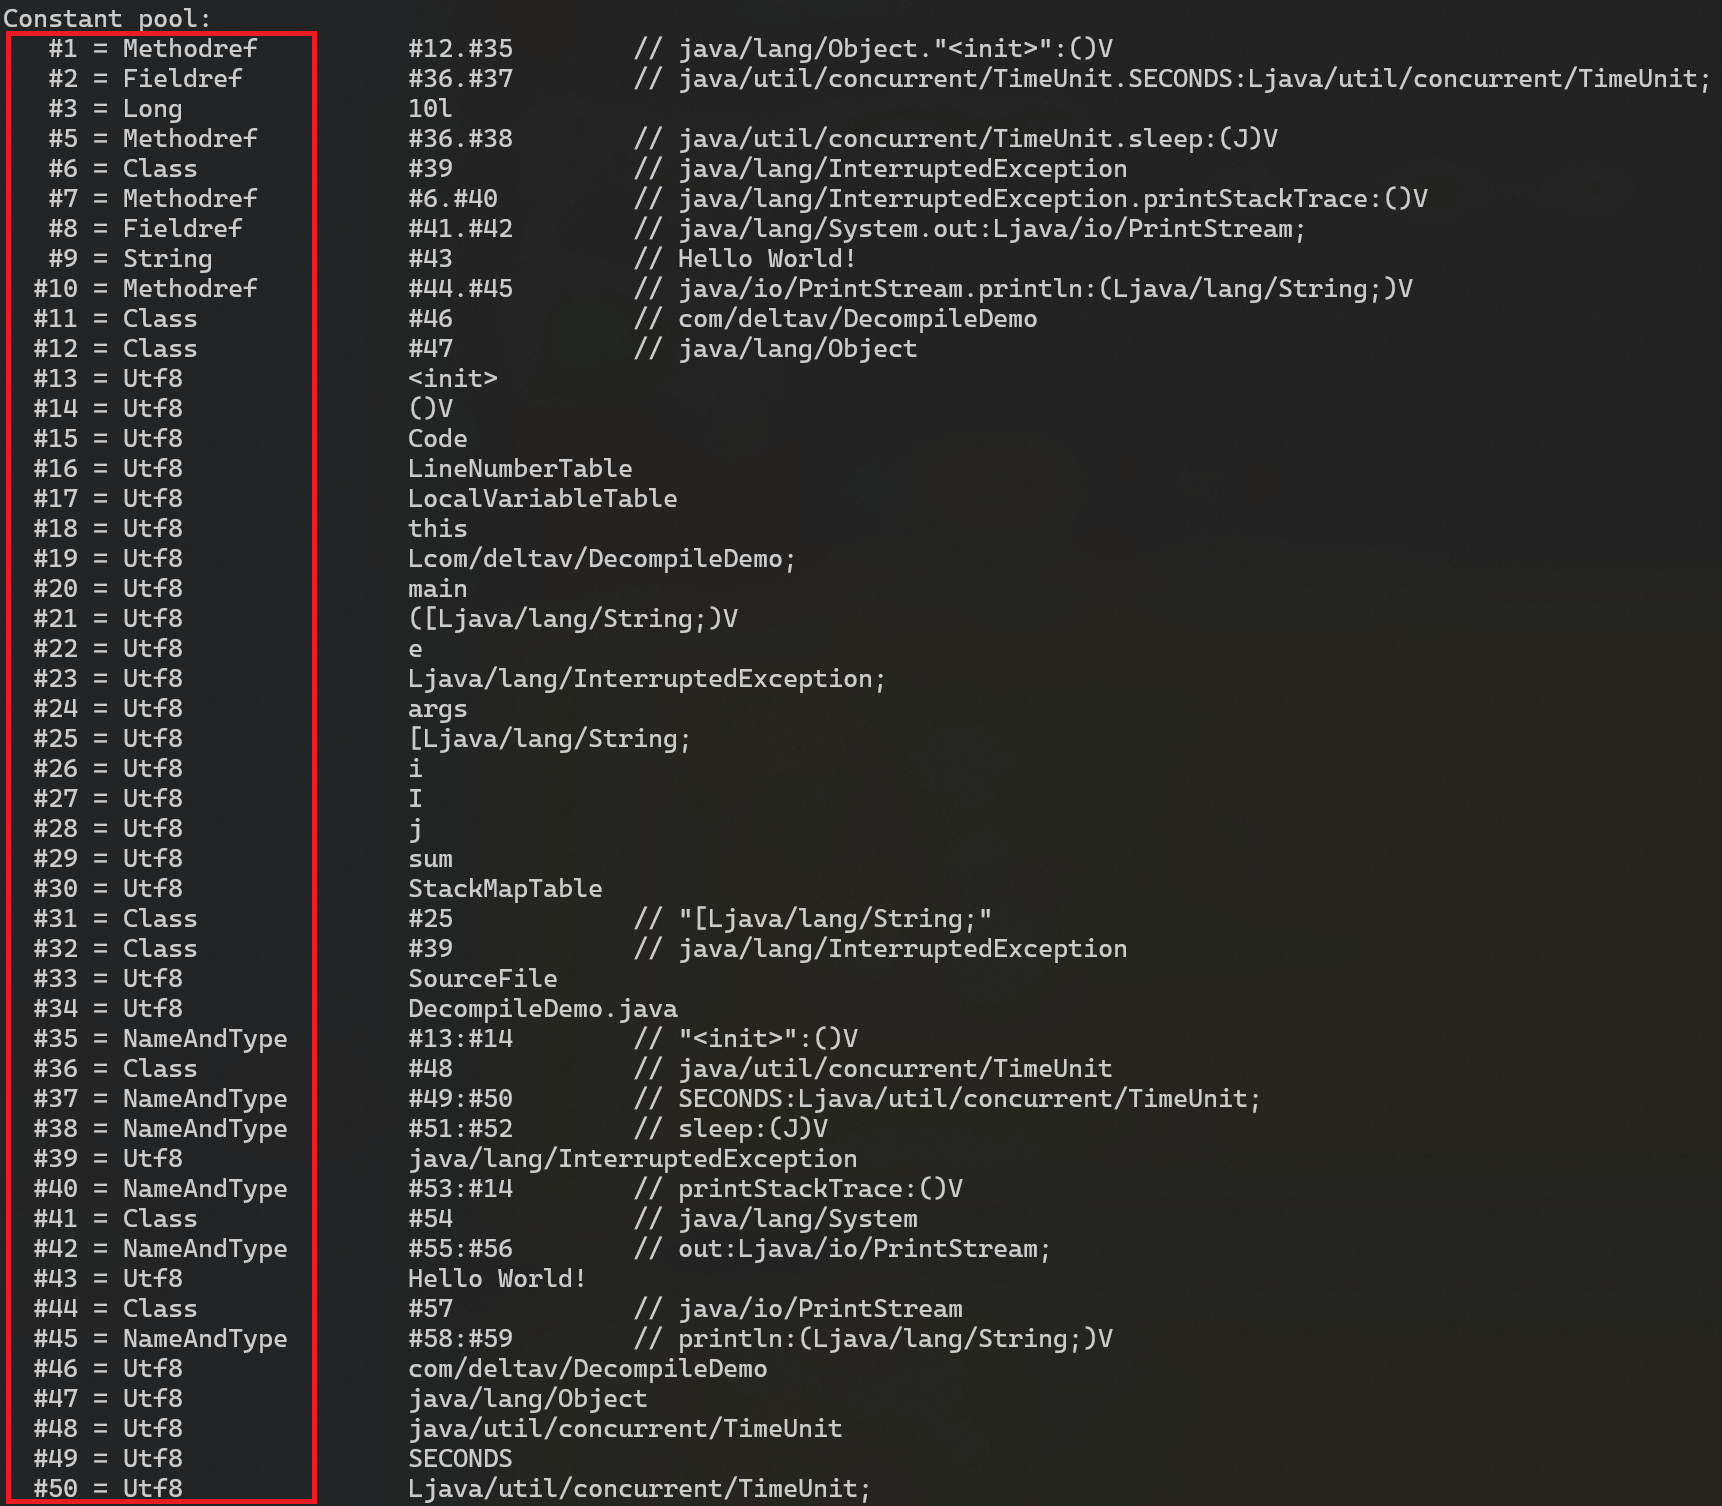 Constant pool:
   #1 = Methodref          #12.#35        // java/lang/Object."<init>":()V
   #2 = Fieldref           #36.#37        // java/util/concurrent/TimeUnit.SECONDS:Ljava/util/concurrent/TimeUnit;
   #3 = Long               10l
   #5 = Methodref          #36.#38        // java/util/concurrent/TimeUnit.sleep:(J)V
   #6 = Class              #39            // java/lang/InterruptedException
   #7 = Methodref          #6.#40         // java/lang/InterruptedException.printStackTrace:()V
   #8 = Fieldref           #41.#42        // java/lang/System.out:Ljava/io/PrintStream;
   #9 = String             #43            // Hello World!
  #10 = Methodref          #44.#45        // java/io/PrintStream.println:(Ljava/lang/String;)V
  #11 = Class              #46            // com/deltav/DecompileDemo
  #12 = Class              #47            // java/lang/Object
  #13 = Utf8               <init>
  #14 = Utf8               ()V
  #15 = Utf8               Code
  #16 = Utf8               LineNumberTable
  #17 = Utf8               LocalVariableTable
  #18 = Utf8               this
  #19 = Utf8               Lcom/deltav/DecompileDemo;
  #20 = Utf8               main
  #21 = Utf8               ([Ljava/lang/String;)V
  #22 = Utf8               e
  #23 = Utf8               Ljava/lang/InterruptedException;
  #24 = Utf8               args
  #25 = Utf8               [Ljava/lang/String;
  #26 = Utf8               i
  #27 = Utf8               I
  #28 = Utf8               j
  #29 = Utf8               sum
  #30 = Utf8               StackMapTable
  #31 = Class              #25            // "[Ljava/lang/String;"
  #32 = Class              #39            // java/lang/InterruptedException
  #33 = Utf8               SourceFile
  #34 = Utf8               DecompileDemo.java
  #35 = NameAndType        #13:#14        // "<init>":()V
  #36 = Class              #48            // java/util/concurrent/TimeUnit
  #37 = NameAndType        #49:#50        // SECONDS:Ljava/util/concurrent/TimeUnit;
  #38 = NameAndType        #51:#52        // sleep:(J)V
  #39 = Utf8               java/lang/InterruptedException
  #40 = NameAndType        #53:#14        // printStackTrace:()V
  #41 = Class              #54            // java/lang/System
  #42 = NameAndType        #55:#56        // out:Ljava/io/PrintStream;
  #43 = Utf8               Hello World!
  #44 = Class              #57            // java/io/PrintStream
  #45 = NameAndType        #58:#59        // println:(Ljava/lang/String;)V
  #46 = Utf8               com/deltav/DecompileDemo
  #47 = Utf8               java/lang/Object
  #48 = Utf8               java/util/concurrent/TimeUnit
  #49 = Utf8               SECONDS
  #50 = Utf8               Ljava/util/concurrent/TimeUnit;